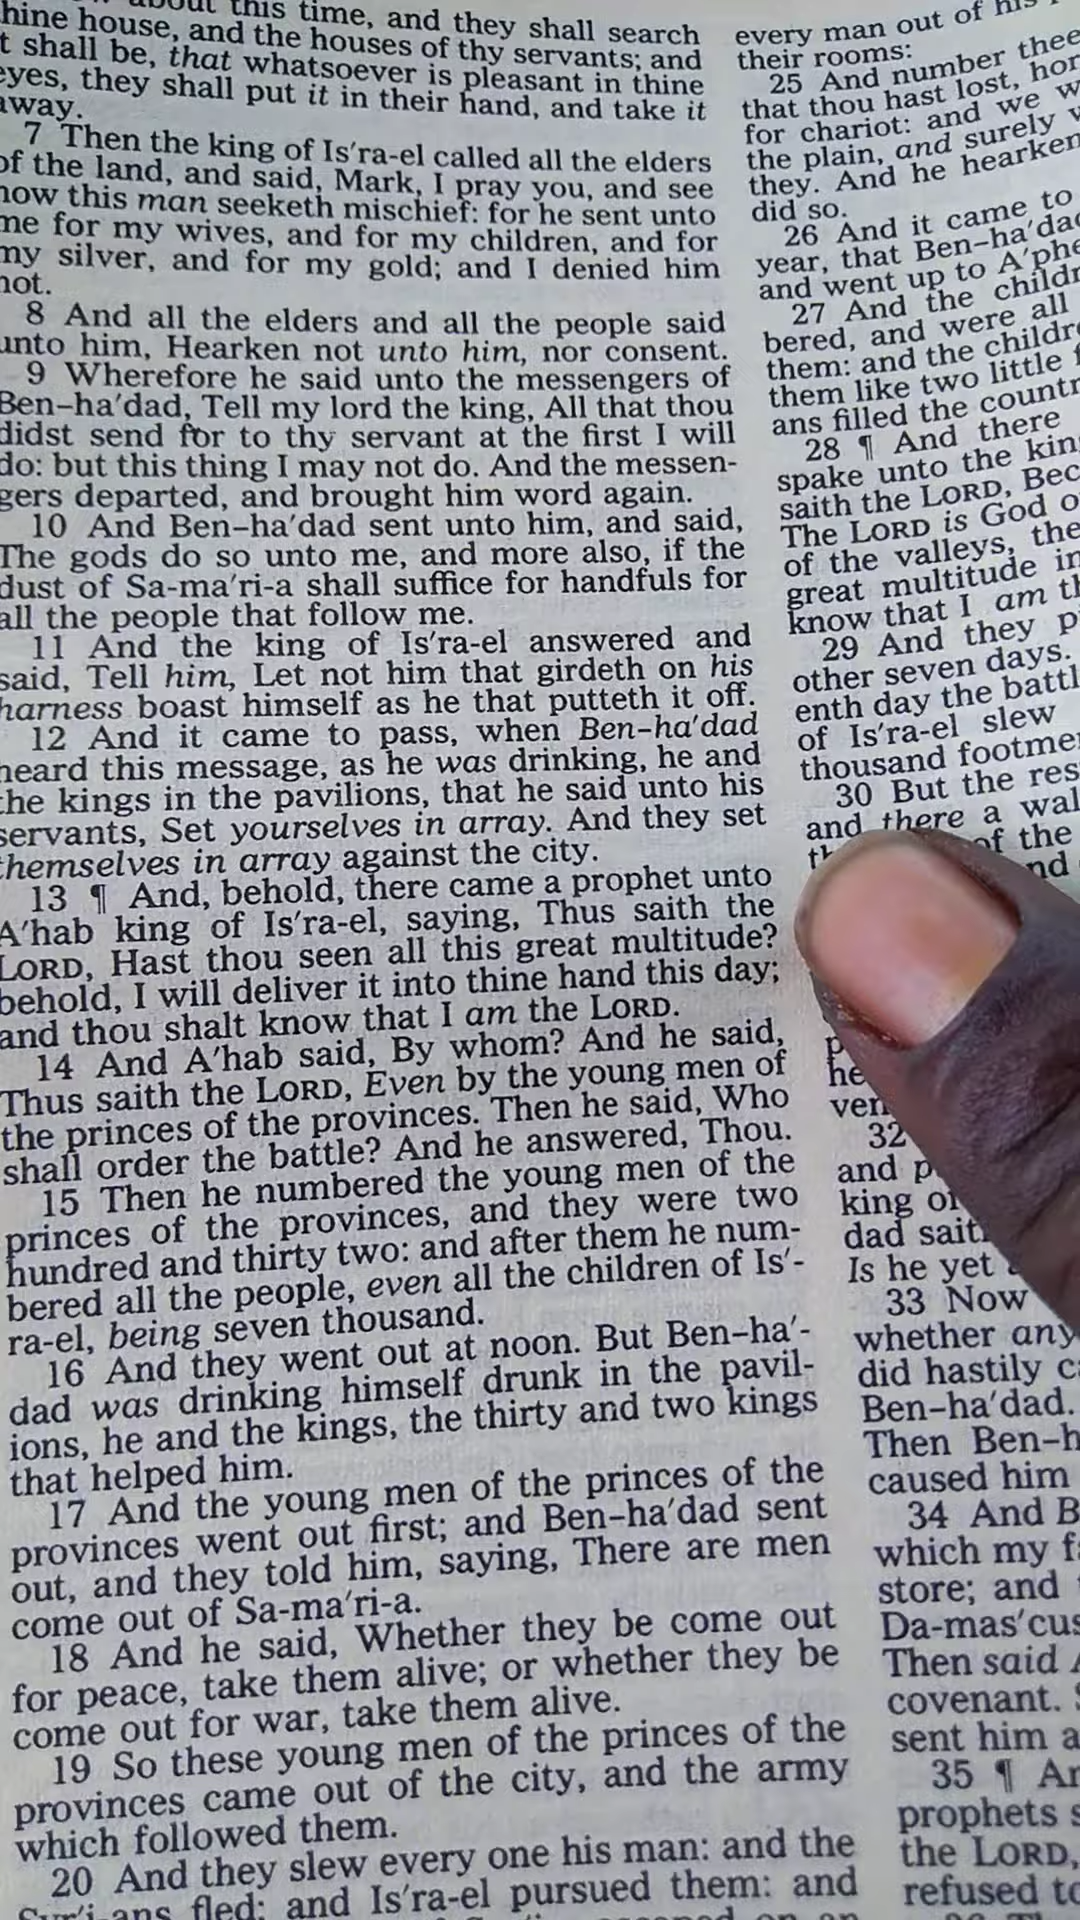 about this time, and they shall search
hine house, and the houses of thy servants; and
t shall be, that whatsoever is pleasant in thine
eyes, they shall put it in their hand, and take it
away.
7 Then the king of Is'ra-el called all the elders
of the land, and said, Mark, I pray you, and see
how this man seeketh mischief: for he sent unto
me for my wives, and for my children, and for
my silver, and for my gold; and I denied him
not.
8 And all the elders and all the people said
unto him, Hearken not unto him, nor consent.
9 Wherefore he said unto the messengers of
Ben-ha'dad, Tell my lord the king, All that thou
didst send for to thy servant at the first I will
do: but this thing I may not do. And the messen-
gers departed, and brought him word again.
10 And Ben-ha'dad sent unto him, and said,
The gods do so unto me, and more also, if the
dust of Sa-ma'ri-a shall suffice for handfuls for
all the people that follow me.
11 And the king of Is'ra-el answered and
said, Tell him, Let not him that girdeth on his
harness boast himself as he that putteth it off.
12 And it came to pass, when Ben-ha'dad
heard this message, as he was drinking, he and
the kings in the pavilions, that he said unto his
servants, Set yourselves in array. And they set
themselves in array against the city.
13 ¶ And, behold, there came a prophet unto
A'hab king of Is'ra-el, saying, Thus saith the
LORD, Hast thou seen all this great multitude?
behold, I will deliver it into thine hand this day;
and thou shalt know that I am the LORD.
14 And A'hab said, By whom? And he said,
Thus saith the LORD, Even by the young men of
the princes of the provinces. Then he said, Who
shall order the battle? And he answered, Thou.
15 Then he numbered the young men of the
princes of the provinces, and they were two
hundred and thirty two: and after them he num-
bered all the people, even all the children of Is'-
ra-el, being seven thousand.
16 And they went out at noon. But Ben-ha'-
dad was drinking himself drunk in the pavil-
ions, he and the kings, the thirty and two kings
that helped him.
17 And the young men of the princes of the
provinces went out first; and Ben-ha'dad sent
out, and they told him, saying, There are men
come out of Sa-ma'ri-a.
18 And he said, Whether they be come out
for peace, take them alive; or whether they be
come out for war, take them alive.
19 So these young men of the princes of the
provinces came out of the city, and the army
which followed them.
20 And they slew every one his man: and the
Syr'i-ans fled: and Is'ra-el pursued them: and
every man out of his
their rooms:
25 And number thee
that thou hast lost, hor
for chariot: and we w
the plain, and surely
they. And he hearken
did so.
26 And it came to
year, that Ben-ha'dad
and went up to A'phe
27 And the childr
bered, and were all
them: and the childre
them like two little f
ans filled the countr
28 ¶ And there
spake unto the king
saith the LORD, Bec
The LORD is God o
of the valleys, the
great multitude in
know that I am th
29 And they p
other seven days.
enth day the battl
of Is'ra-el slew
thousand footme
30 But the res
and there a wal
of the
nd
he
ven
32
and p
king of
dad sait
Is he yet
33 Now
whether any
did hastily c
Ben-ha'dad.
Then Ben-h
caused him
34 And B
which my f
store; and
Da-mas'cus
Then said A
covenant.
sent him a
35 ¶ An
prophets s
the LORD,
refused to